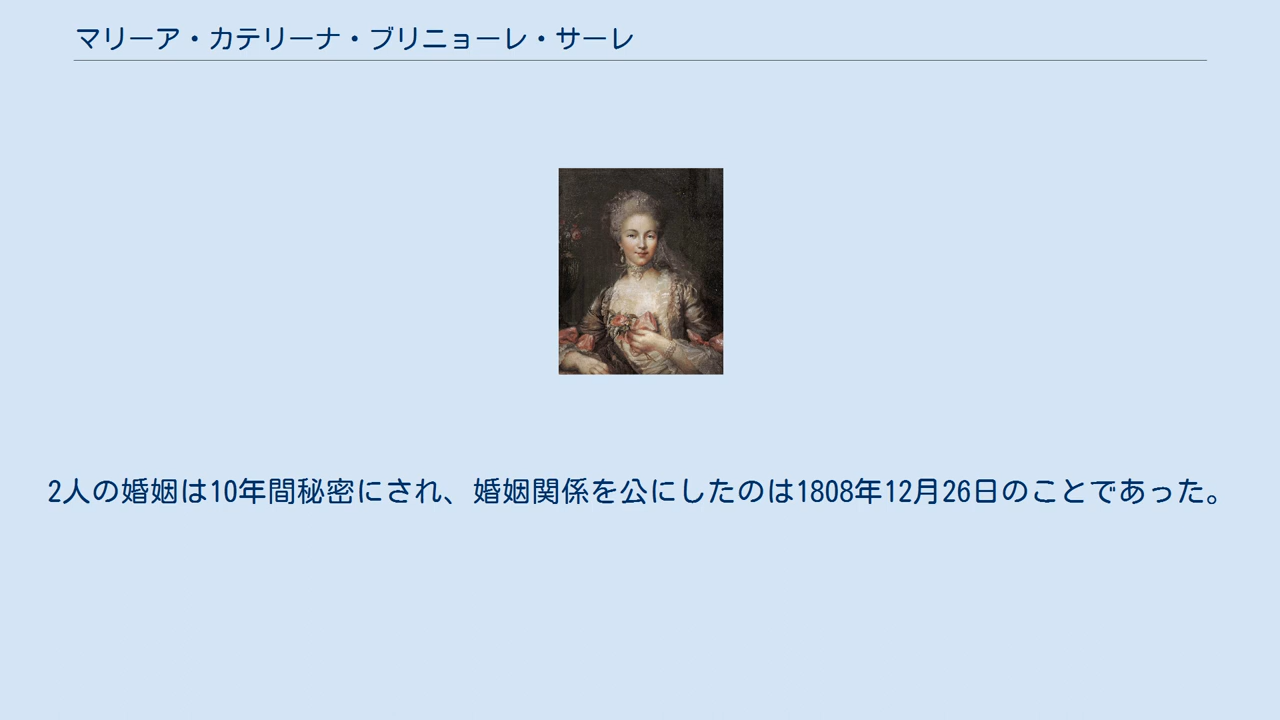 マリーア・カテリーナ・ブリニョーレ・サーレ
2人の婚姻は10年間秘密にされ、婚姻関係を公にしたのは1808年12月26日のことであった。